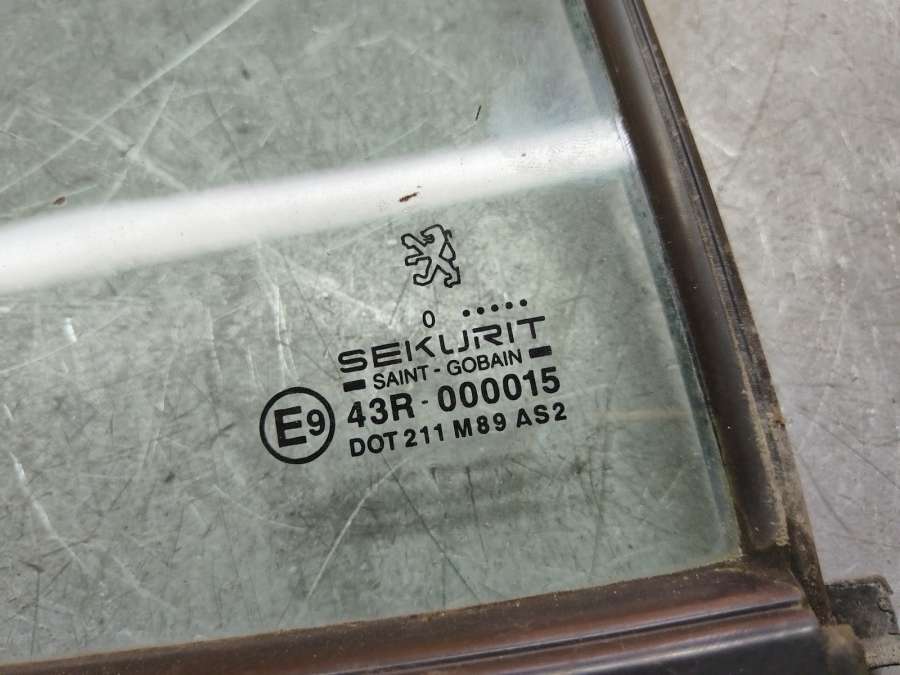 0 .....
SEKURIT
SAINT - GOBAIN
E9
43R - 000015
DOT 211 M89 AS2